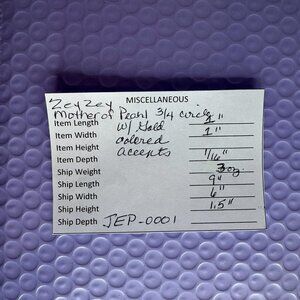 ZeyZey MISCELLANEOUS
Mother of Pearl 3/4 circle
Item Length w/ Gold 1"
Item Width colored 1"
Item Height accepts
Item Depth 1/16"
Ship Weight 3oz
Ship Length 9"
Ship Width 6"
Ship Height 1.5"
Ship Depth JEP-0001